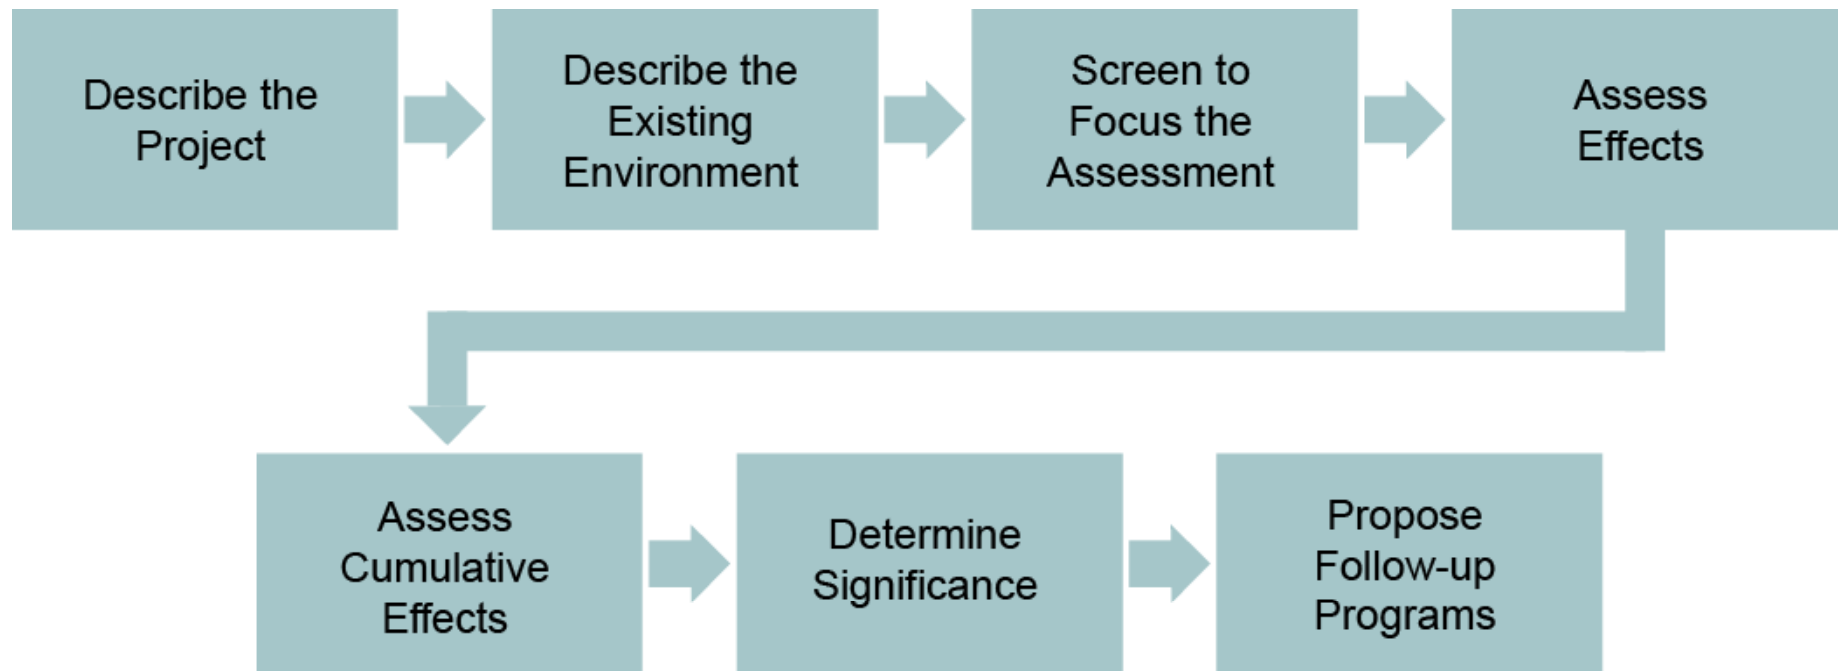 Describe the
Project
Describe the
Existing
Environment
Screen to
Focus the
Assessment
Assess
Effects
Assess
Cumulative
Effects
Determine
Significance
Propose
Follow-up
Programs